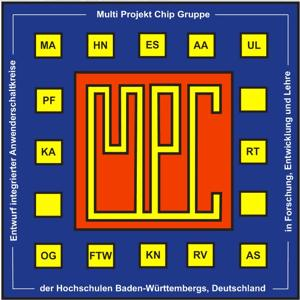 Multi Projekt Chip Gruppe
MA HN ES AA UL
PF
KA RT
OG FTW KN RV AS
MPC
Entwurf integrierter Anwenderschaltkreise
in Forschung, Entwicklung und Lehre
der Hochschulen Baden-Württembergs, Deutschland